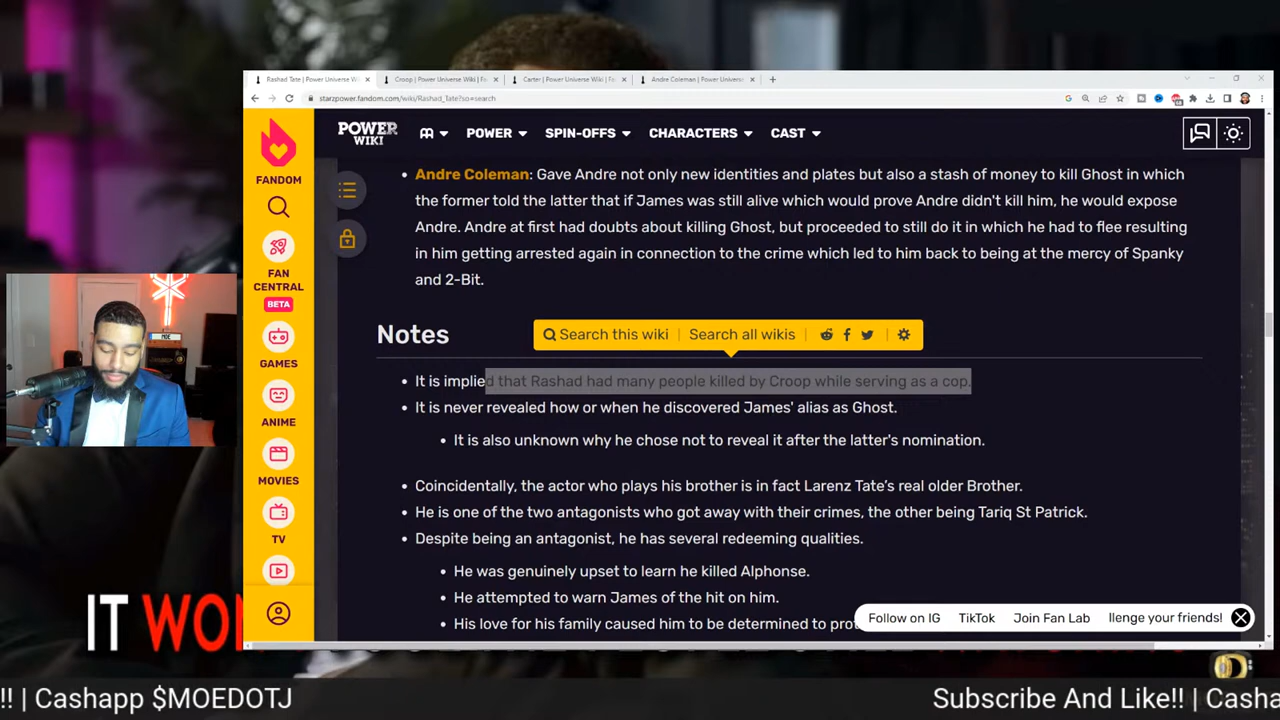 Rashad Tate | Power Universe Wi
Croop | Power Universe Wiki | F
Carter | Power Universe Wiki | F
Andre Coleman | Power Universe
starzpower.fandom.com/wiki/Rashad_Tate?so=search
FANDOM
FAN
CENTRAL
BETA
GAMES
ANIME
MOVIES
TV
POWER
WIKI
POWER
SPIN-OFFS
CHARACTERS
CAST
• Andre Coleman: Gave Andre not only new identities and plates but also a stash of money to kill Ghost in which
the former told the latter that if James was still alive which would prove Andre didn't kill him, he would expose
Andre. Andre at first had doubts about killing Ghost, but proceeded to still do it in which he had to flee resulting
in him getting arrested again in connection to the crime which led to him back to being at the mercy of Spanky
and 2-Bit.
Notes
Search this wiki | Search all wikis
• It is implied that Rashad had many people killed by Croop while serving as a cop.
• It is never revealed how or when he discovered James' alias as Ghost.
• It is also unknown why he chose not to reveal it after the latter's nomination.
• Coincidentally, the actor who plays his brother is in fact Larenz Tate's real older Brother.
• He is one of the two antagonists who got away with their crimes, the other being Tariq St Patrick.
• Despite being an antagonist, he has several redeeming qualities.
• He was genuinely upset to learn he killed Alphonse.
• He attempted to warn James of the hit on him.
• His love for his family caused him to be determined to prot
Follow on IG
TikTok
Join Fan Lab
llenge your friends!
MOE
IT WO
!! | Cashapp $MOEDOTJ
Subscribe And Like!! | Casha